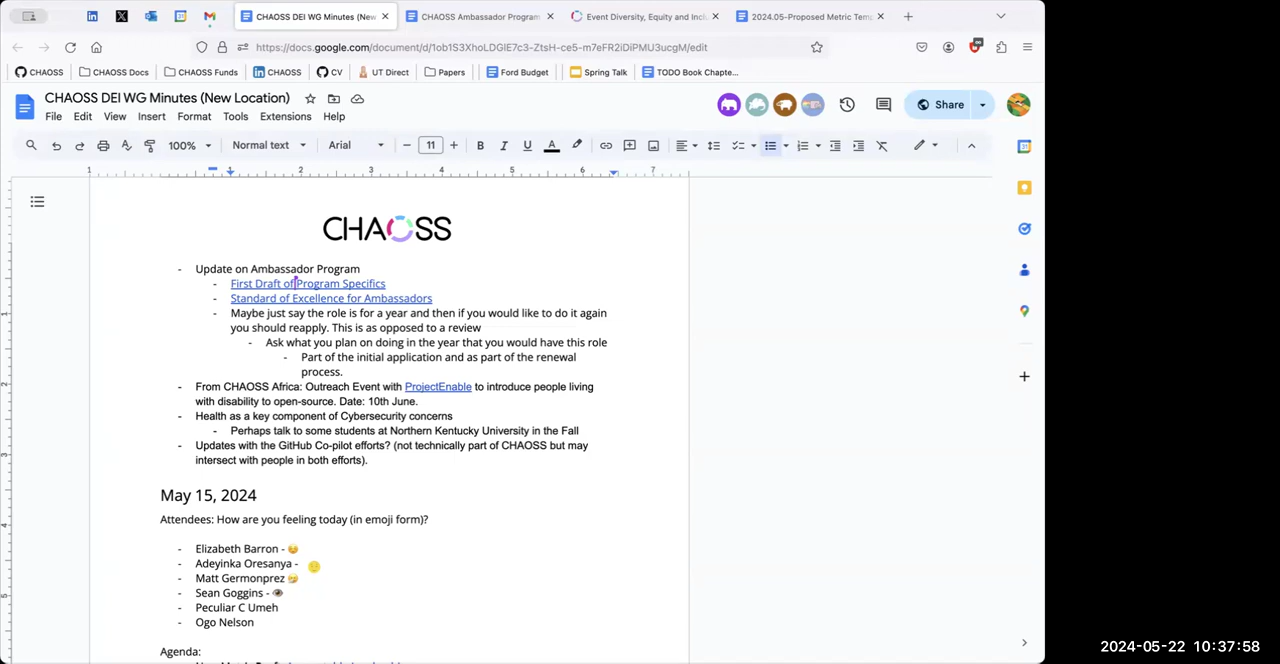 CHAOSS DEI WG Minutes (New
CHAOSS Ambassador Program
Event Diversity, Equity and Incl
2024.05-Proposed Metric Tem
https://docs.google.com/document/d/1ob1S3XhoLDGlE7c3-ZtsH-ce5-m7eFR2iDiPMU3ucgM/edit
CHAOSS
CHAOSS Docs
CHAOSS Funds
CHAOSS
CV
UT Direct
Papers
Ford Budget
Spring Talk
TODO Book Chapte...
CHAOSS DEI WG Minutes (New Location)
File Edit View Insert Format Tools Extensions Help
Share
100% Normal text Arial 11
1 1 2 3 4 5 6 7
CHAOSS
- Update on Ambassador Program
- First Draft of Program Specifics
- Standard of Excellence for Ambassadors
- Maybe just say the role is for a year and then if you would like to do it again
you should reapply. This is as opposed to a review
- Ask what you plan on doing in the year that you would have this role
- Part of the initial application and as part of the renewal
process.
- From CHAOSS Africa: Outreach Event with ProjectEnable to introduce people living
with disability to open-source. Date: 10th June.
- Health as a key component of Cybersecurity concerns
- Perhaps talk to some students at Northern Kentucky University in the Fall
- Updates with the GitHub Co-pilot efforts? (not technically part of CHAOSS but may
intersect with people in both efforts).
May 15, 2024
Attendees: How are you feeling today (in emoji form)?
- Elizabeth Barron - 
- Adeyinka Oresanya -
- Matt Germonprez
- Sean Goggins - 
- Peculiar C Umeh
- Ogo Nelson
Agenda:
2024-05-22 10:37:58